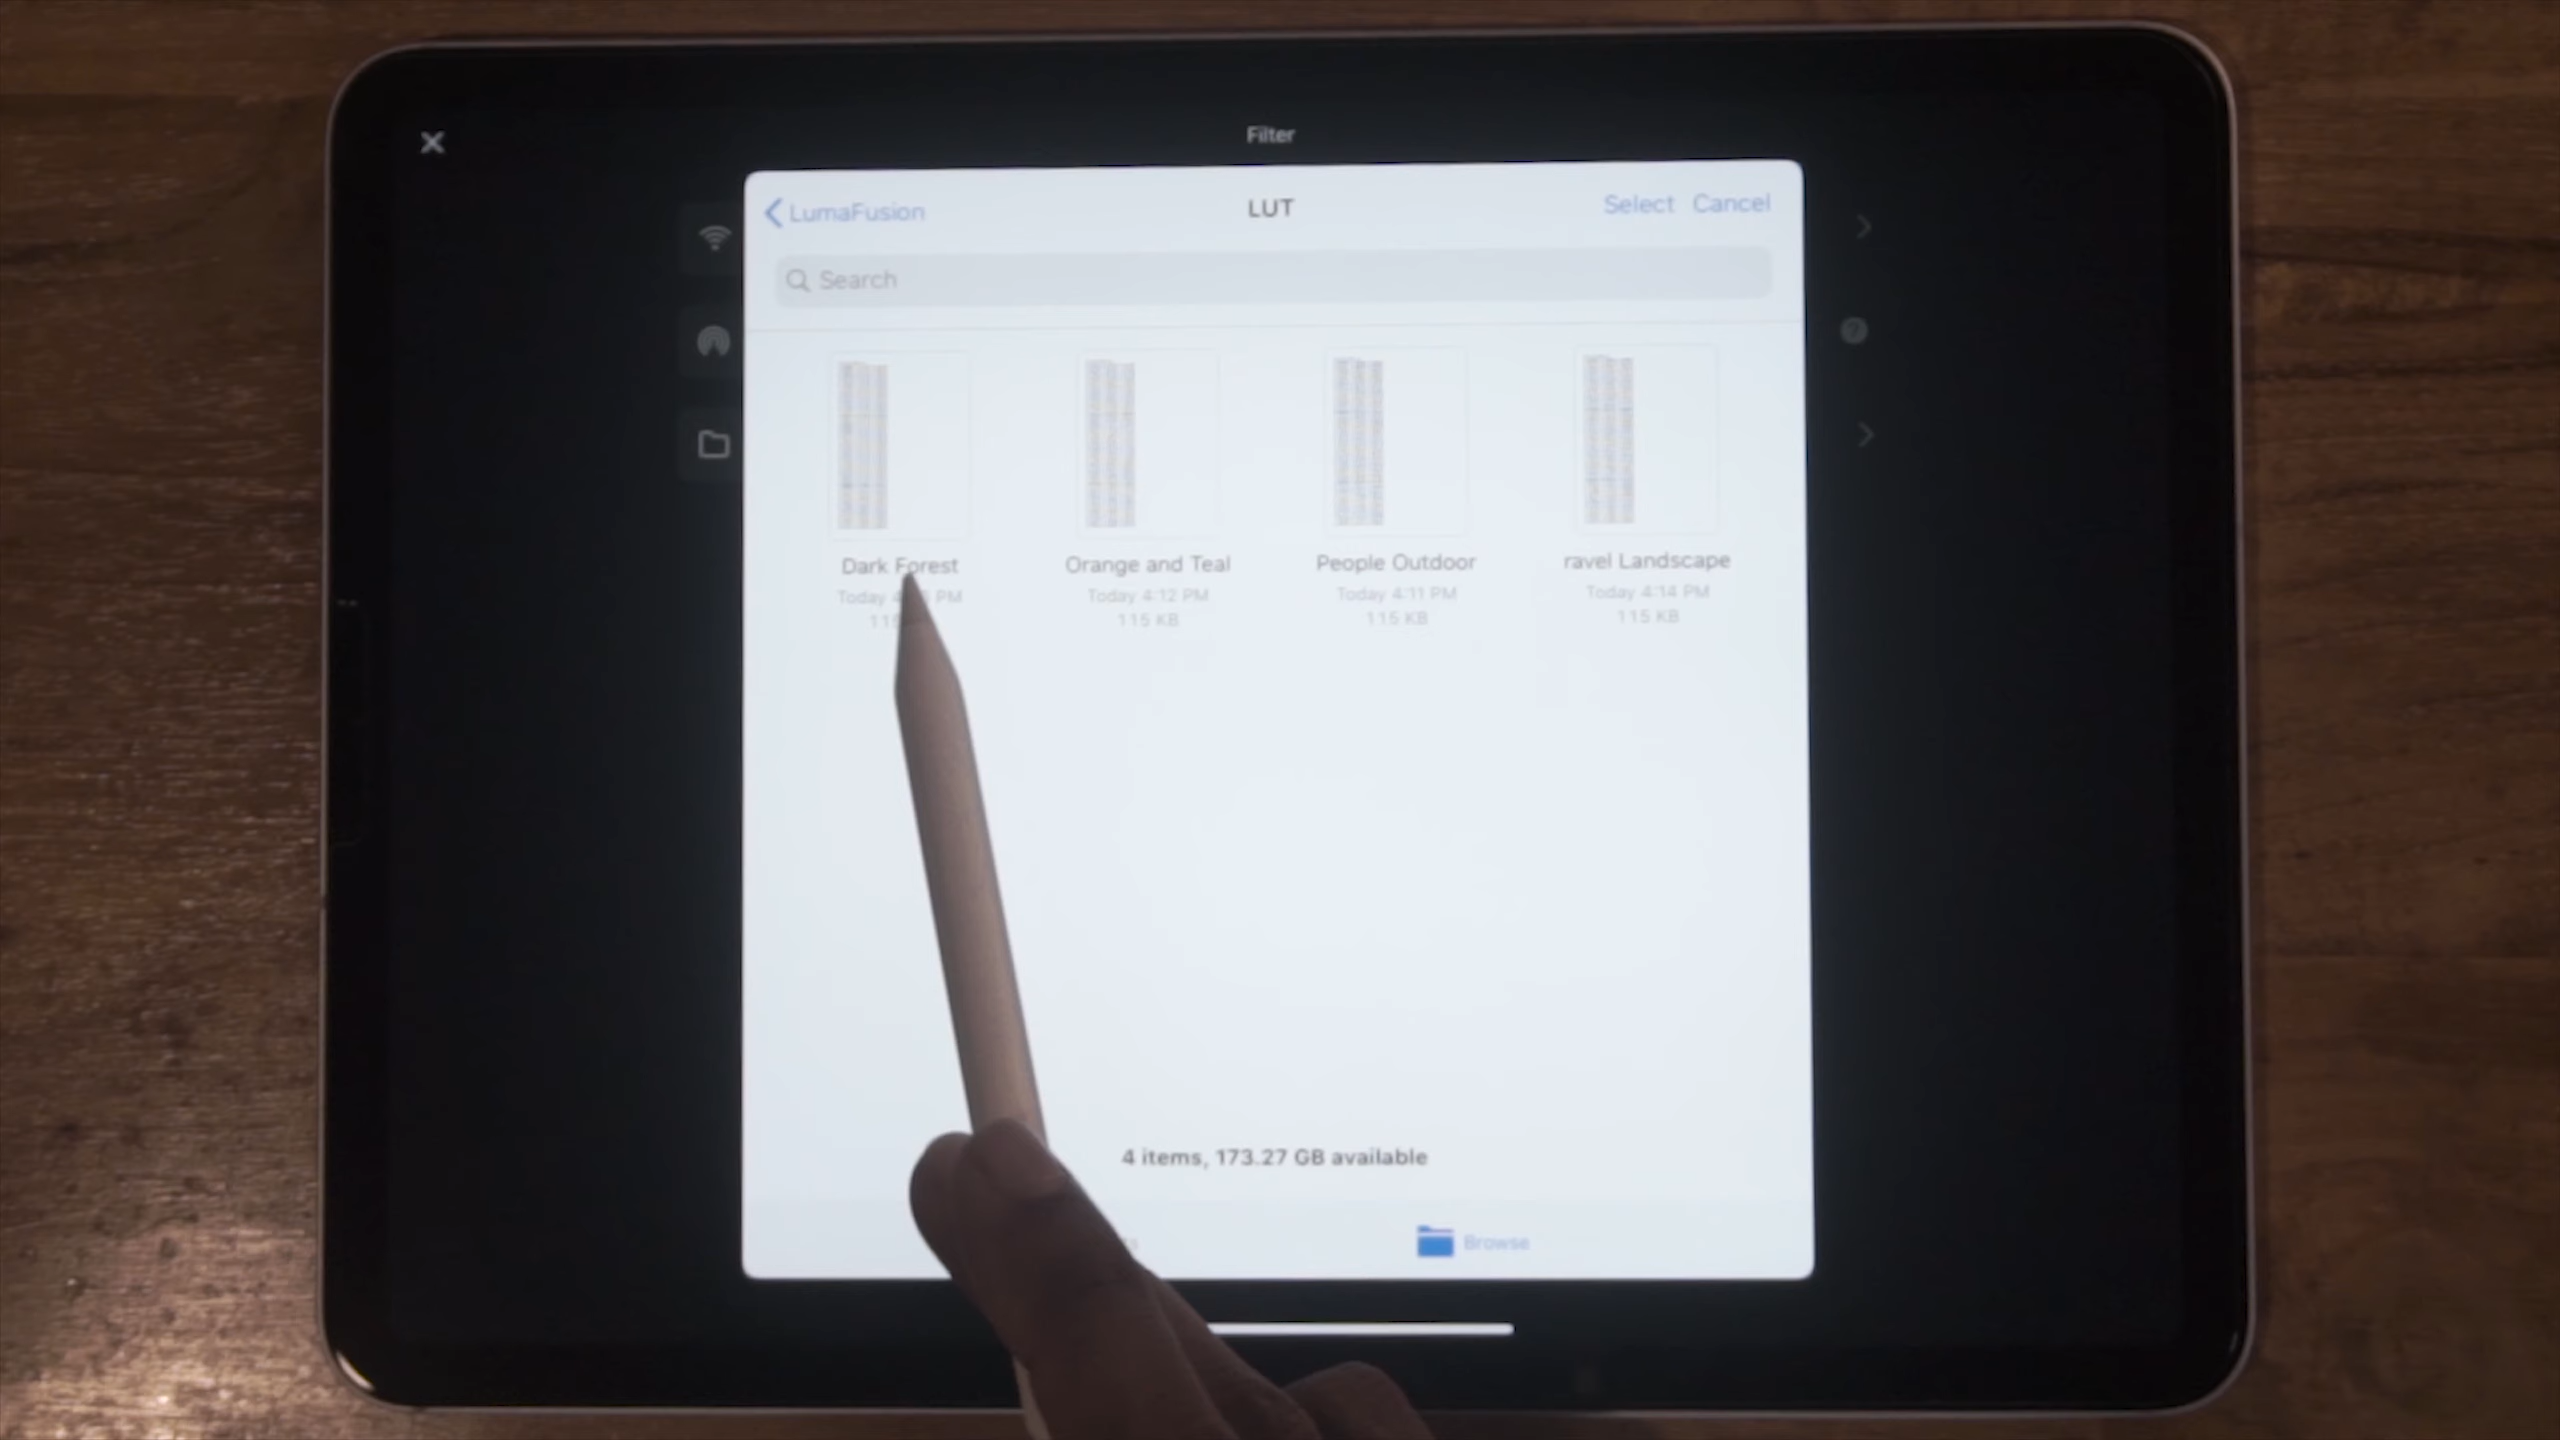 Filter
LumaFusion
LUT
Select Cancel
Search
Dark Forest
Orange and Teal
People Outdoor
ravel Landscape
Today PM
Today 4:12 PM
Today 4:11 PM
Today 4:14 PM
115 KB
115 KB
115 KB
4 items, 173.27 GB available
Browse